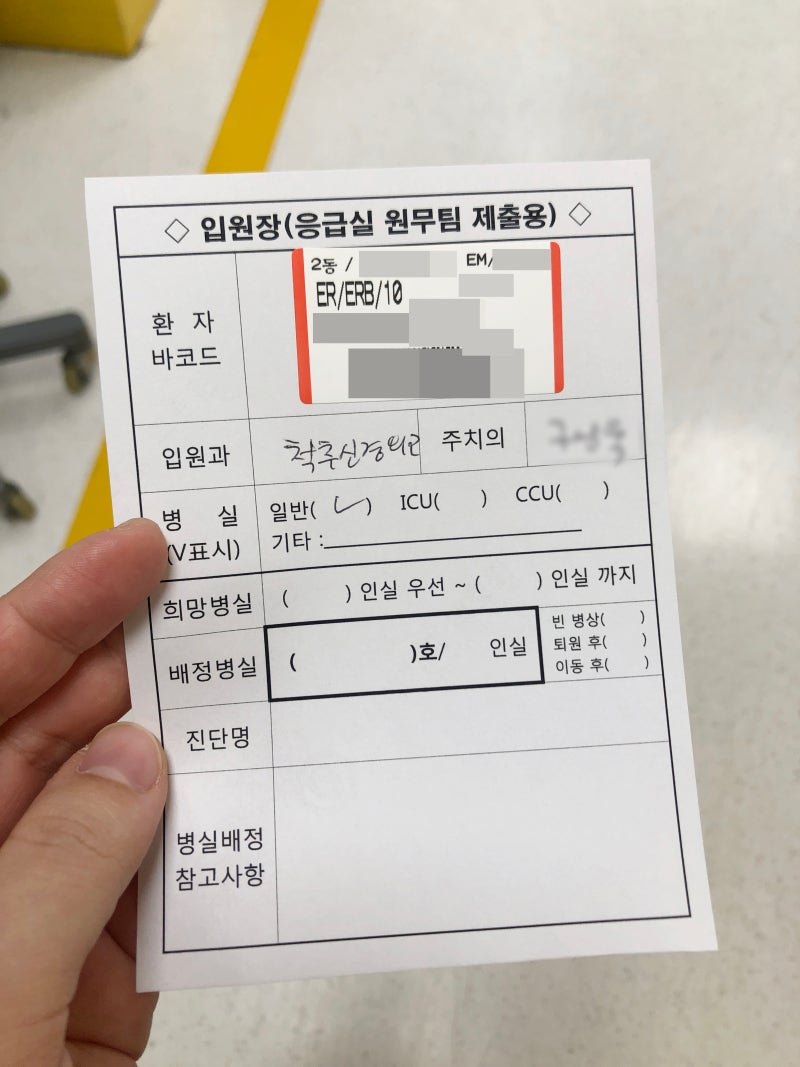 ◇ 입원장(응급실 원무팀 제출용) ◇
환 자
바코드
2동 /
EM/
ER/ERB/10
입원과
척추신경외과
주치의
병 실
(V표시)
일반( ✓ ) ICU( ) CCU( )
기타 :
희망병실
( ) 인실 우선 ~ ( ) 인실 까지
배정병실
( )호/ 인실
빈 병상( )
퇴원 후( )
이동 후( )
진단명
병실배정
참고사항